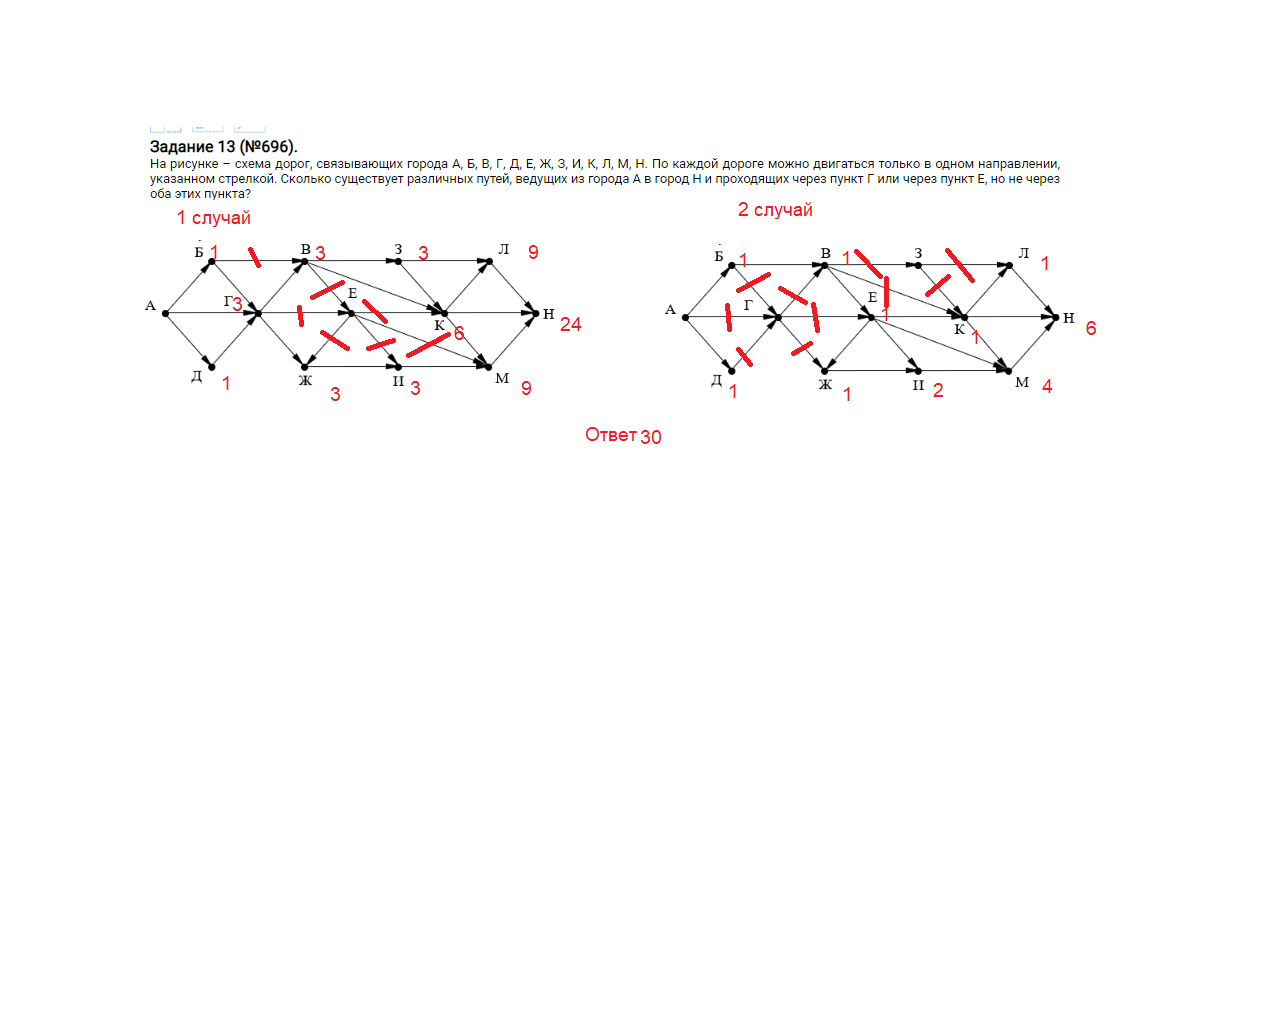 Задание 13 (№696).
На рисунке – схема дорог, связывающих города А, Б, В, Г, Д, Е, Ж, З, И, К, Л, М, Н. По каждой дороге можно двигаться только в одном направлении,
указанном стрелкой. Сколько существует различных путей, ведущих из города А в город Н и проходящих через пункт Г или через пункт Е, но не через
оба этих пункта?
1 случай
2 случай
Б 1 В 3 З 3 Л 9
А Г 3 Е К 6 Н 24
Д 1 Ж 3 И 3 М 9
Б 1 В 1 З Л 1
А Г Е 1 К 1 Н 6
Д 1 Ж 1 И 2 М 4
Ответ 30